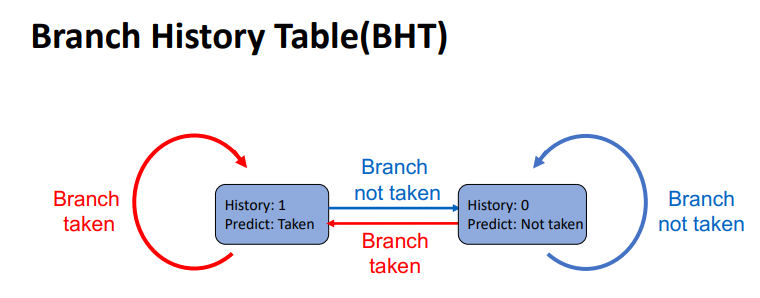 Branch History Table(BHT)
Branch
taken
History: 1
Predict: Taken
Branch
not taken
Branch
taken
History: 0
Predict: Not taken
Branch
not taken